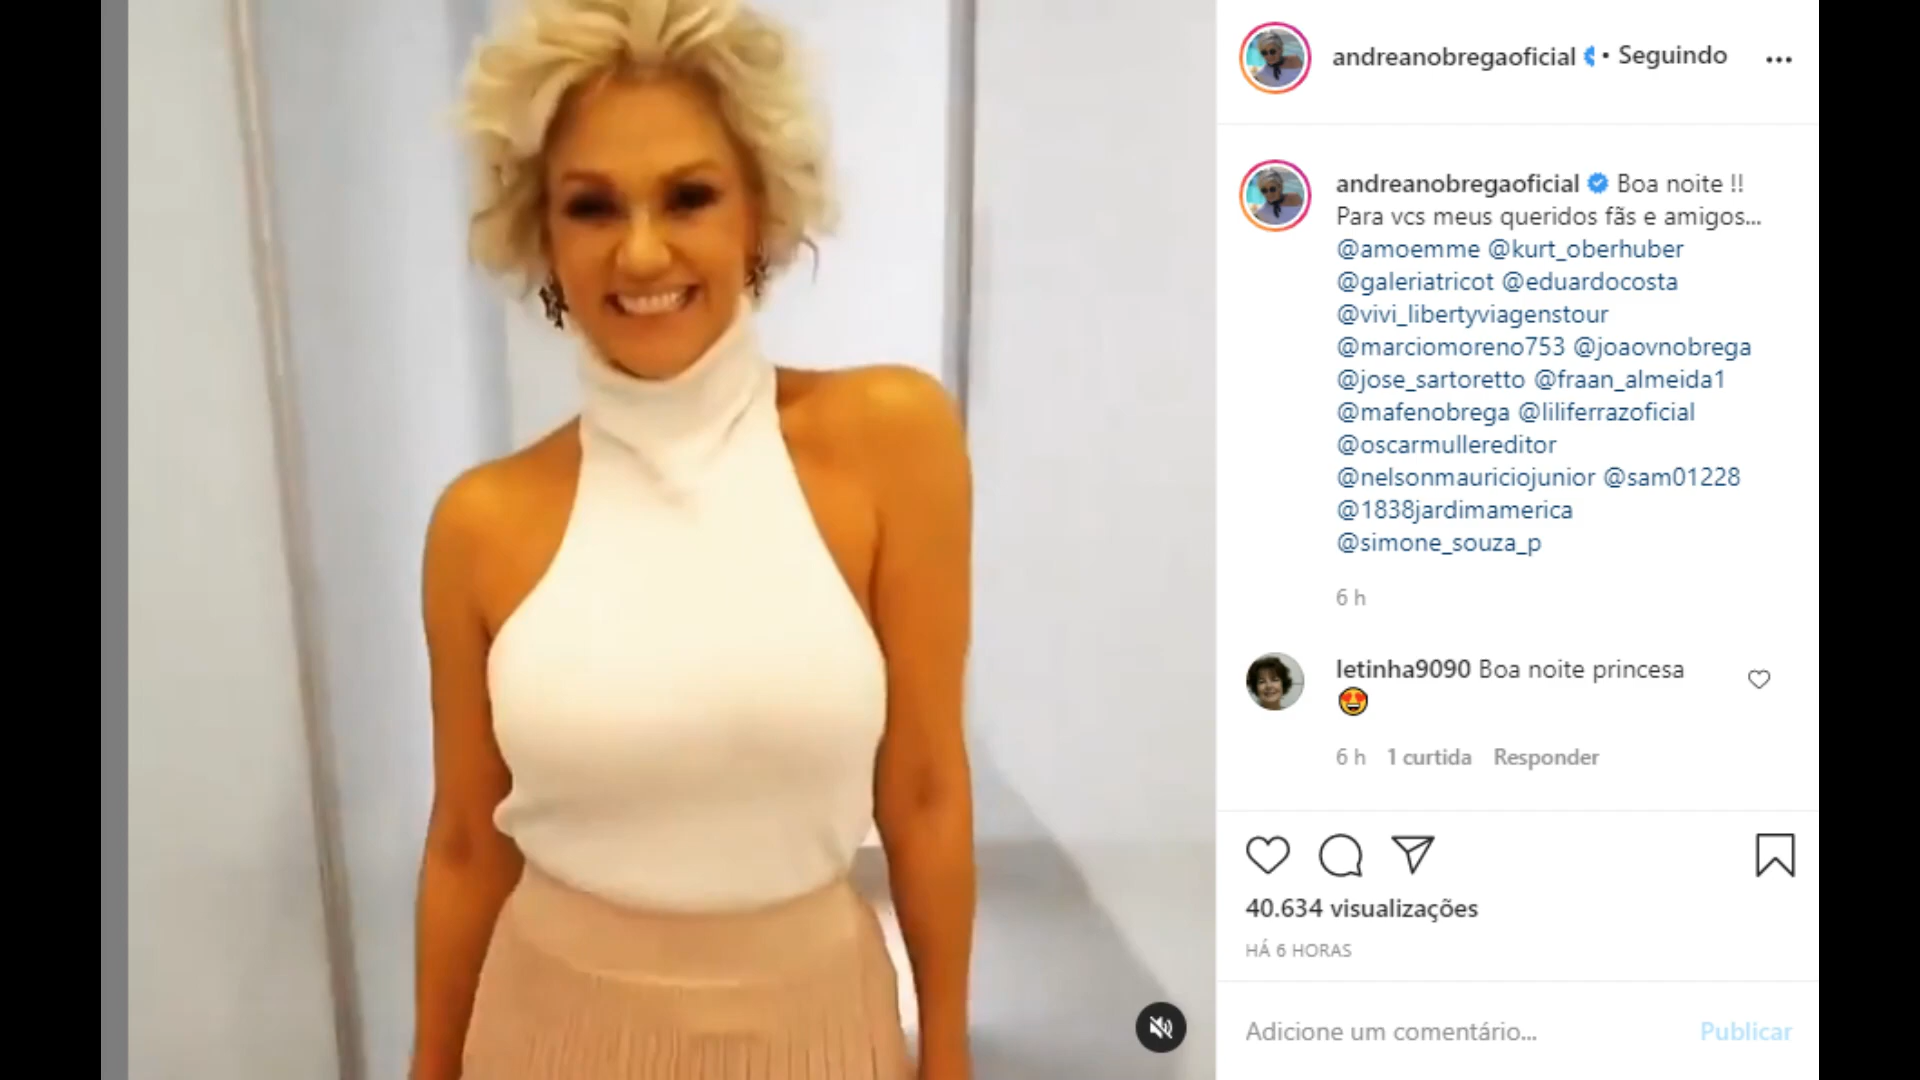 andreanobregaoficial • Seguindo
andreanobregaoficial Boa noite !!
Para vcs meus queridos fãs e amigos...
@amoemme @kurt_oberhuber
@galeriatricot @eduardocosta
@vivi_libertyviagenstour
@marciomoreno753 @joaovnobrega
@jose_sartoretto @fraan_almeida1
@mafenobrega @liliferrazoficial
@oscarmullereditor
@nelsonmauriciojunior @sam01228
@1838jardimamerica
@simone_souza_p
6 h
letinha9090 Boa noite princesa
😍
6 h 1 curtida Responder
40.634 visualizações
HÁ 6 HORAS
Adicione um comentário... Publicar